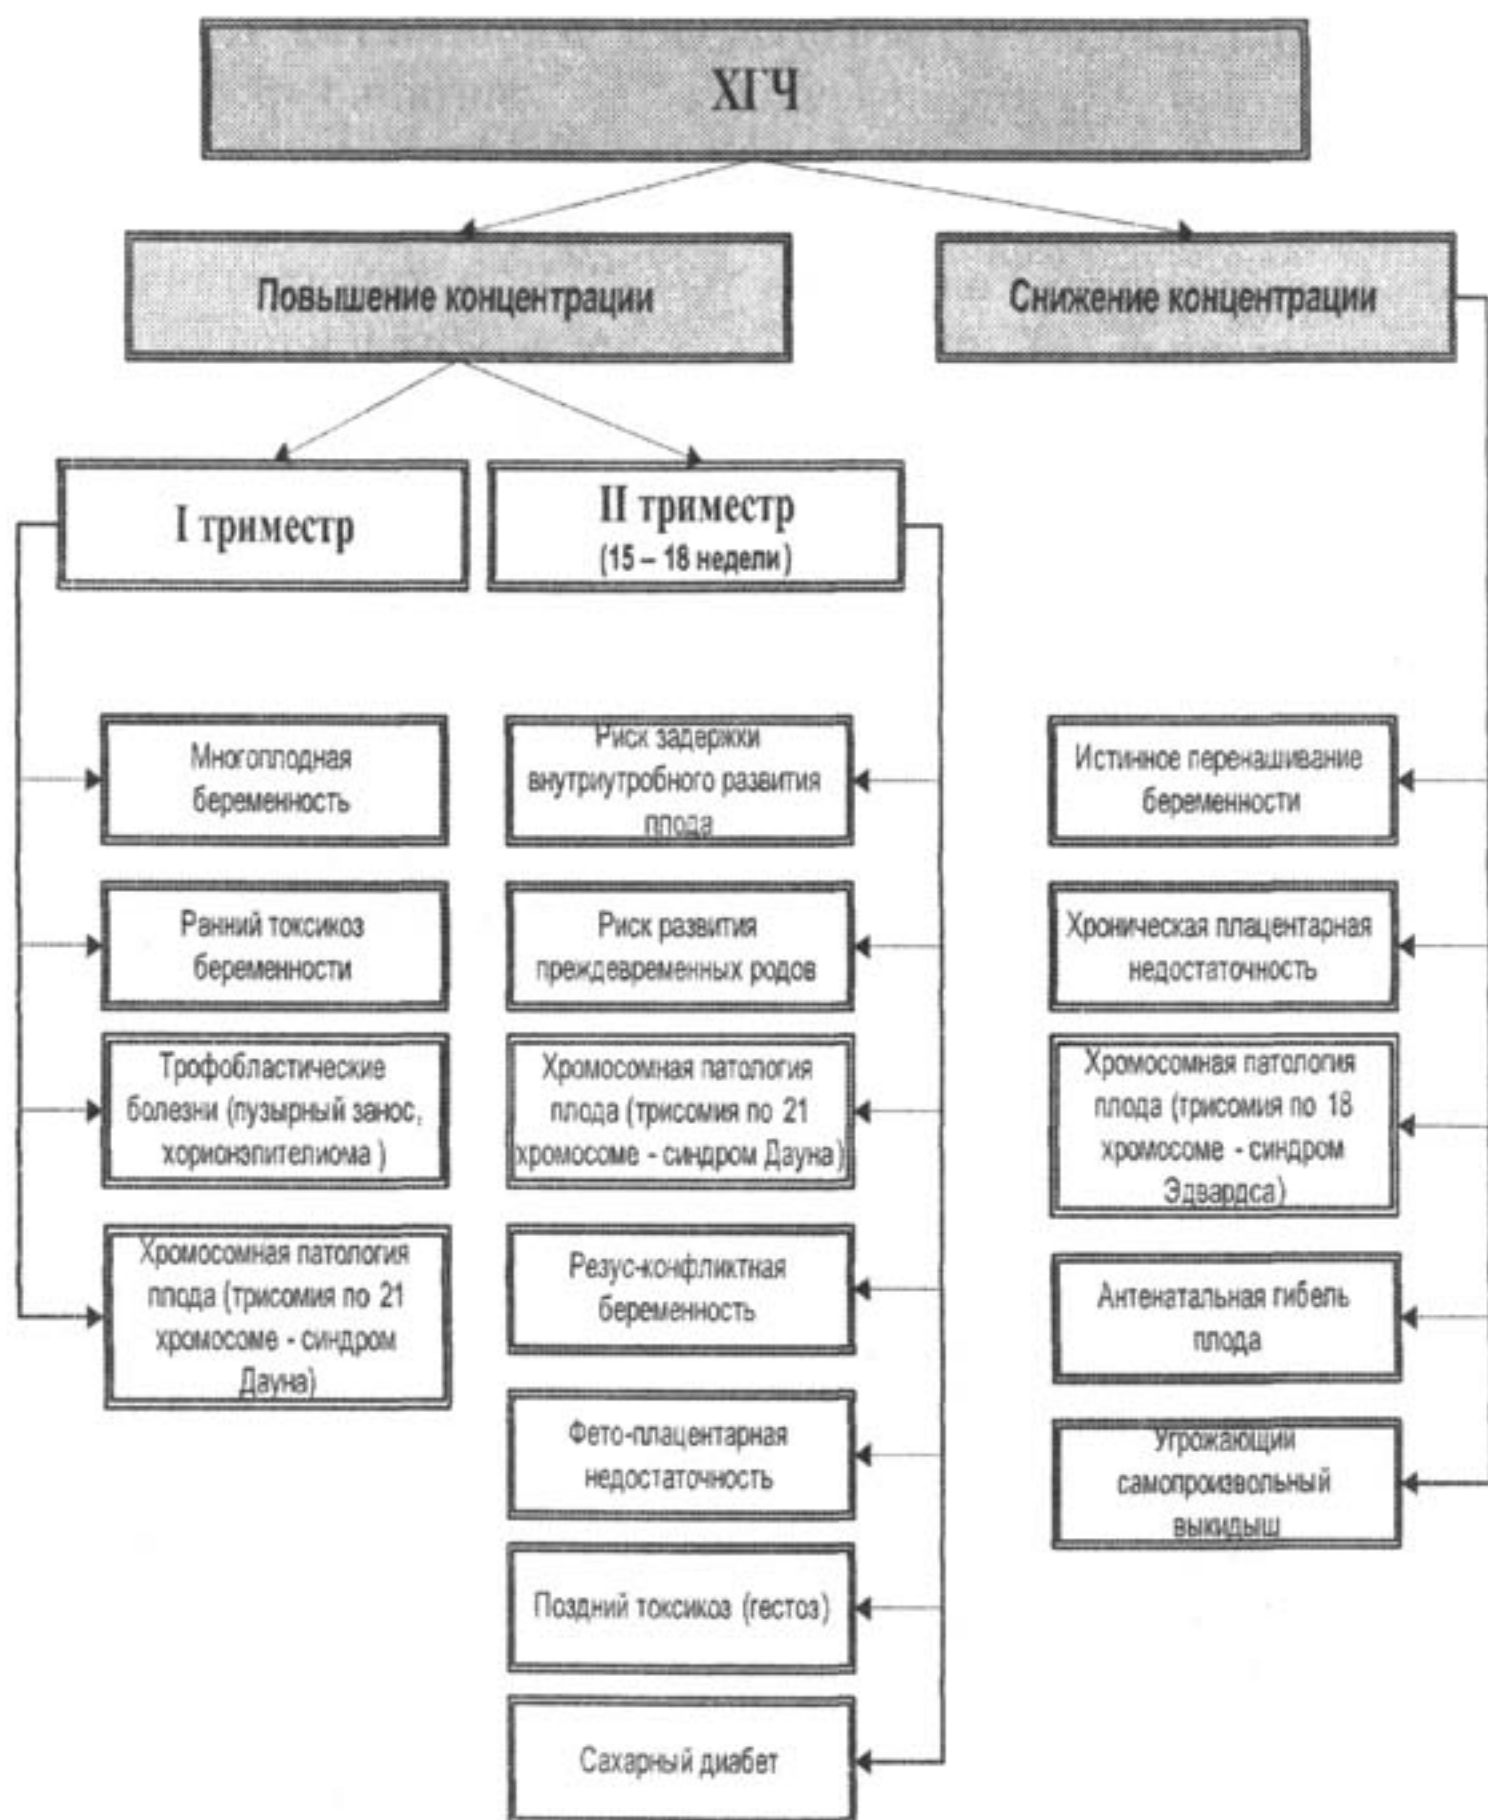 ХГЧ
Повышение концентрации
Снижение концентрации
I триместр
II триместр
(15 – 18 недели)
Многоплодная
беременность
Ранний токсикоз
беременности
Трофобластические
болезни (пузырный занос,
хорионэпителиома )
Хромосомная патология
плода (трисомия по 21
хромосоме - синдром
Дауна)
Риск задержки
внутриутробного развития
плода
Риск развития
преждевременных родов
Хромосомная патология
плода (трисомия по 21
хромосоме - синдром Дауна)
Резус-конфликтная
беременность
Фето-плацентарная
недостаточность
Поздний токсикоз (гестоз)
Сахарный диабет
Истинное перенашивание
беременности
Хроническая плацентарная
недостаточность
Хромосомная патология
плода (трисомия по 18
хромосоме - синдром
Эдвардса)
Антенатальная гибель
плода
Угрожающий
самопроизвольный
выкидыш